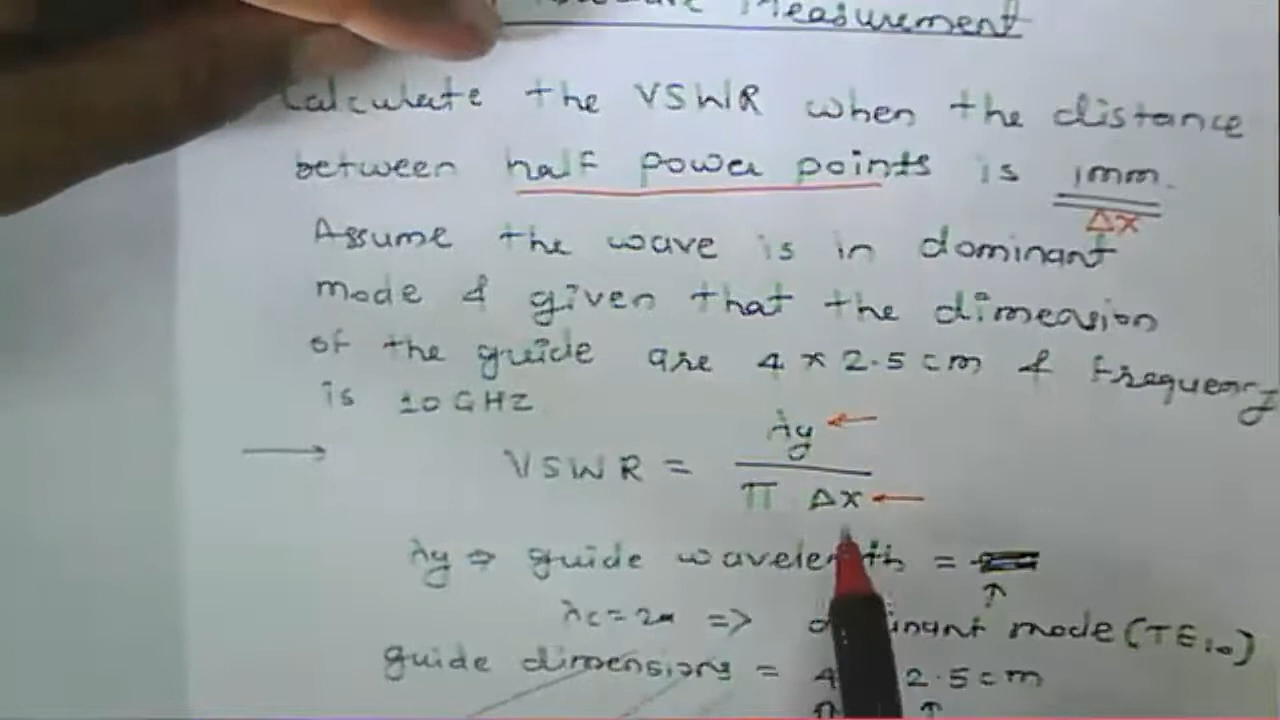 Measurement
Calculate the VSWR when the distance
between half power points is 1mm.
Δx
Assume the wave is in dominant
mode & given that the dimension
of the guide are 4 x 2.5 cm & frequency
is 10 GHZ
→ VSWR = λg ←
π Δx ←
λg ⇒ guide wavelength =
↑
λc = 2a => dominant mode (TE10)
guide dimensions = 4 2.5 cm
↑ ↑